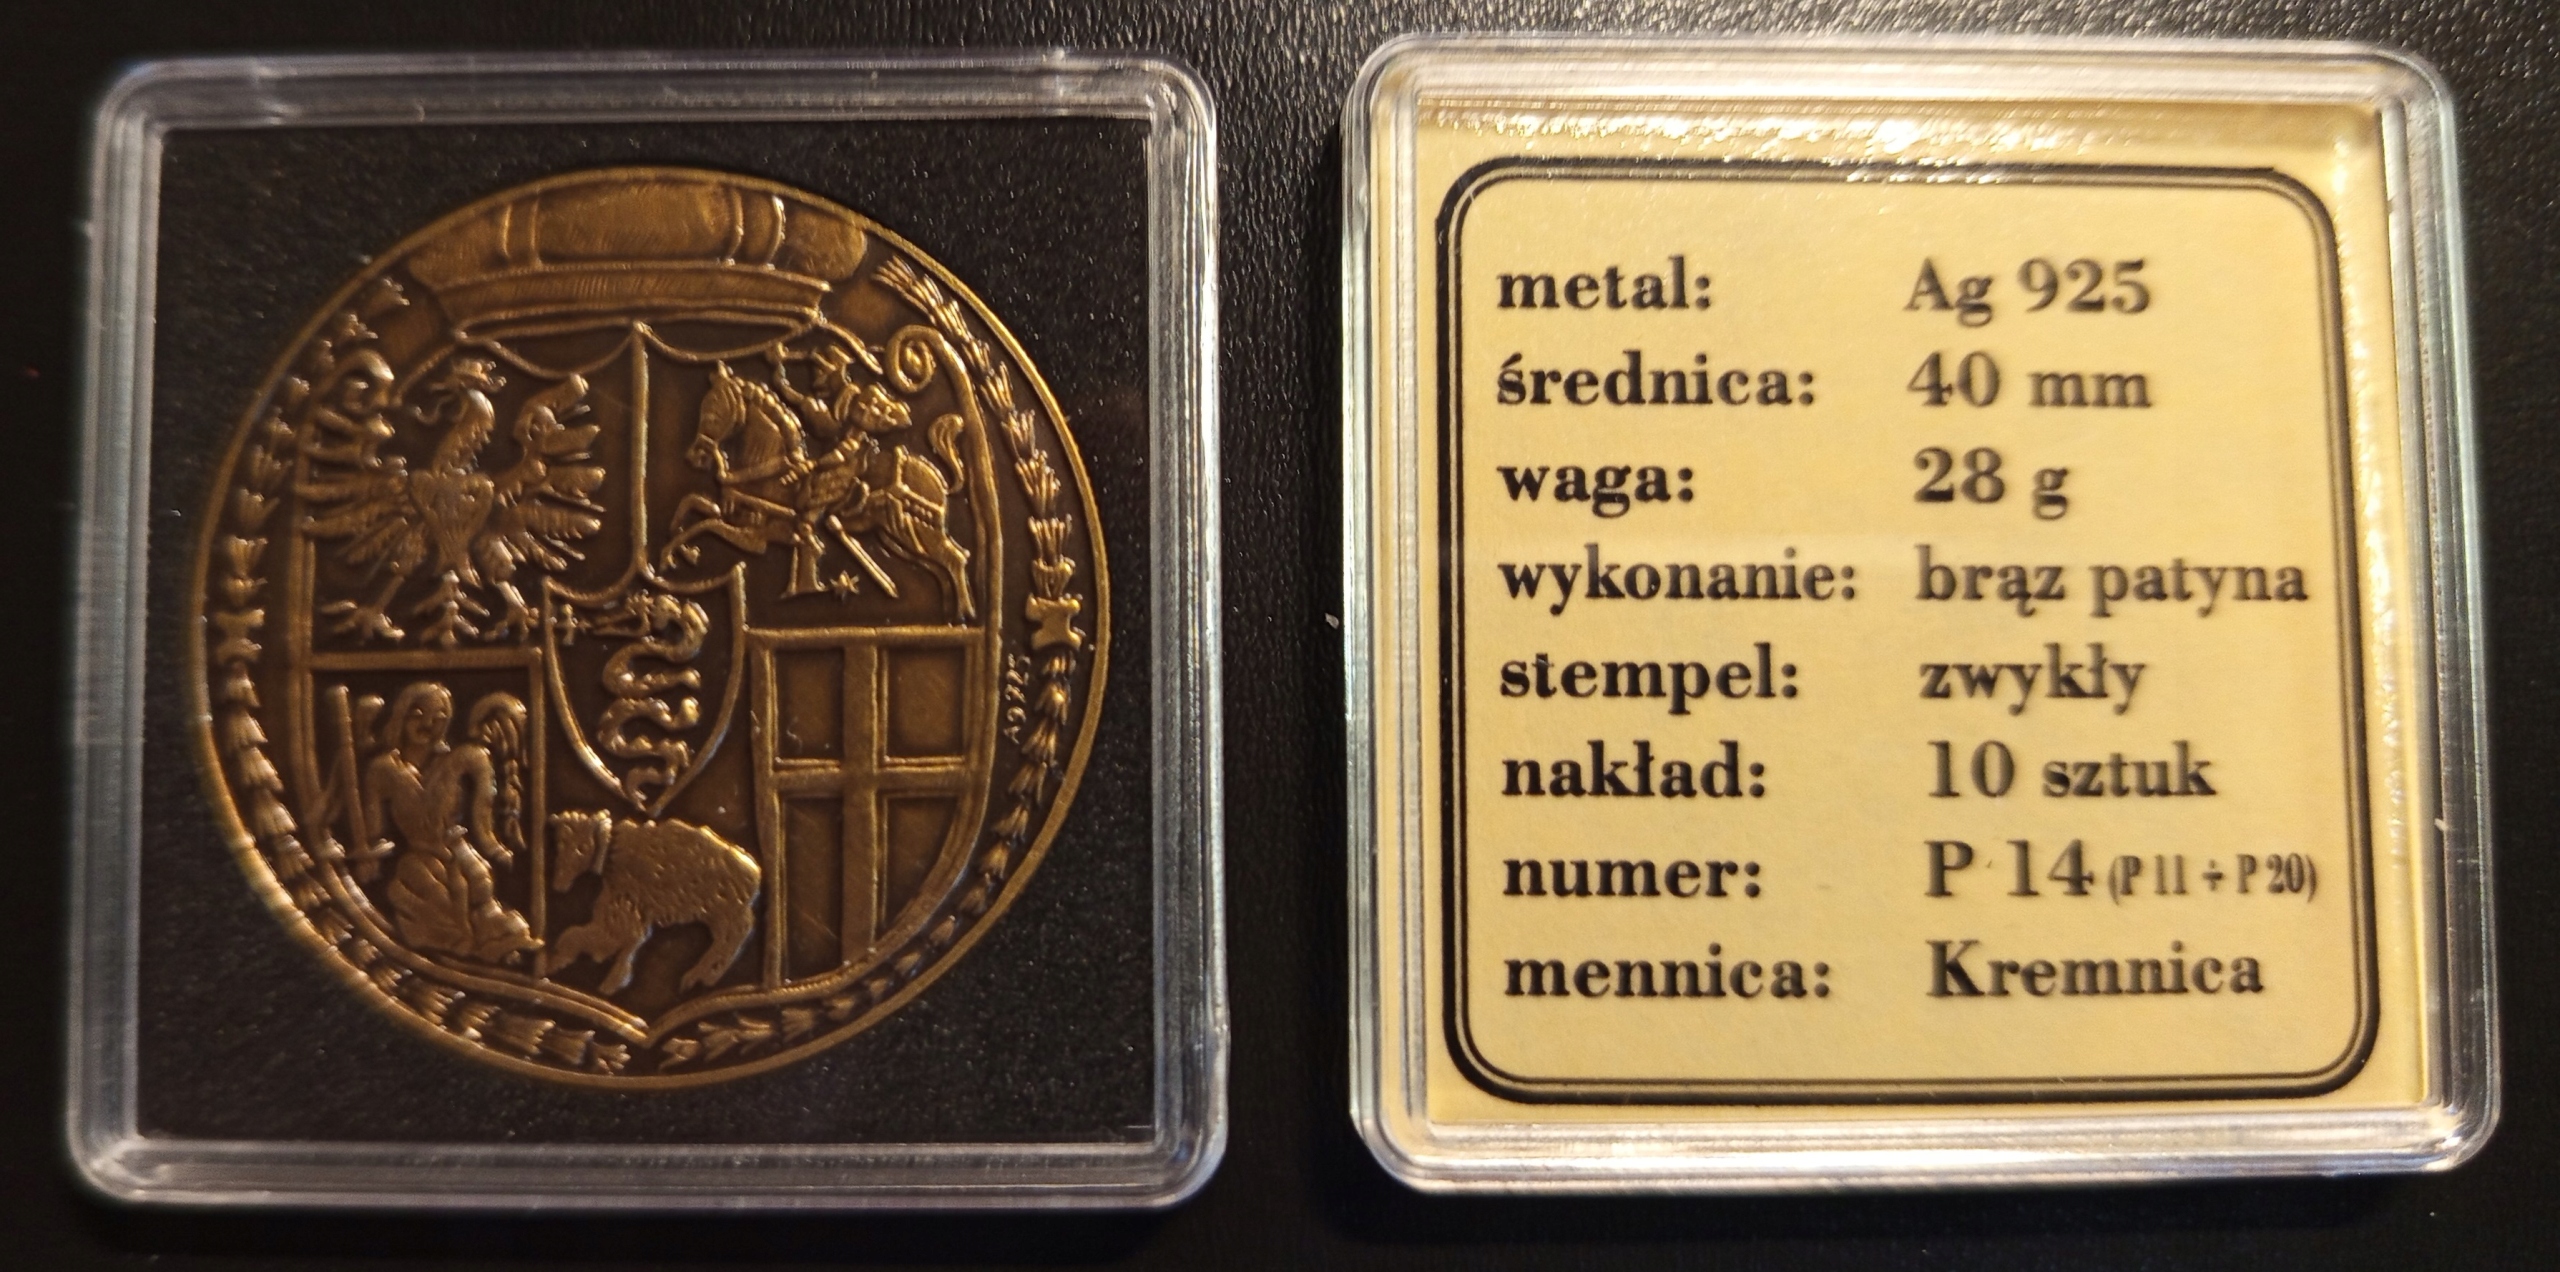 Ag925
metal: Ag 925
średnica: 40 mm
waga: 28 g
wykonanie: brąz patyna
stempel: zwykły
nakład: 10 sztuk
numer: P 14 (P 11 ÷ P 20)
mennica: Kremnica